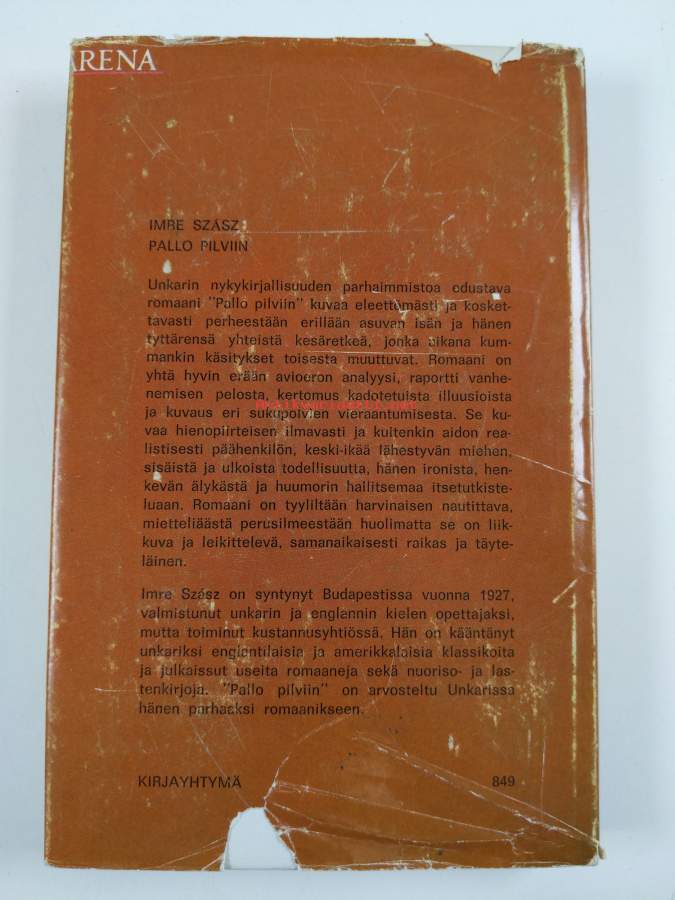 ARENA
IMRE SZÁSZ
PALLO PILVIIN
Unkarin nykykirjallisuuden parhaimmistoa edustava
romaani "Pallo pilviin" kuvaa eleettömästi ja kosket-
tavasti perheestään erillään asuvan isän ja hänen
tyttärensä yhteistä kesäretkeä, jonka aikana kum-
mankin käsitykset toisesta muuttuvat. Romaani on
yhtä hyvin erään avioeron analyysi, raportti vanhe-
nemisen pelosta, kertomus kadotetuista illuusioista
ja kuvaus eri sukupolvien vieraantumisesta. Se ku-
vaa hienopiirteisen ilmavasti ja kuitenkin aidon rea-
listisesti päähenkilön, keski-ikää lähestyvän miehen,
sisäistä ja ulkoista todellisuutta, hänen ironista, hen-
kevän älykästä ja huumorin hallitsemaa itsetutkiste-
luaan. Romaani on tyyliltään harvinaisen nautittava,
mietteliäästä perusilmeestään huolimatta se on liik-
kuva ja leikittelevä, samanaikaisesti raikas ja täyte-
läinen.
Imre Szász on syntynyt Budapestissa vuonna 1927,
valmistunut unkarin ja englannin kielen opettajaksi,
mutta toiminut kustannusyhtiössä. Hän on kääntänyt
unkariksi englantilaisia ja amerikkalaisia klassikoita
ja julkaissut useita romaaneja sekä nuoriso- ja las-
tenkirjoja. "Pallo pilviin" on arvosteltu Unkarissa
hänen parhaaksi romaanikseen.
KIRJAYHTYMÄ 849